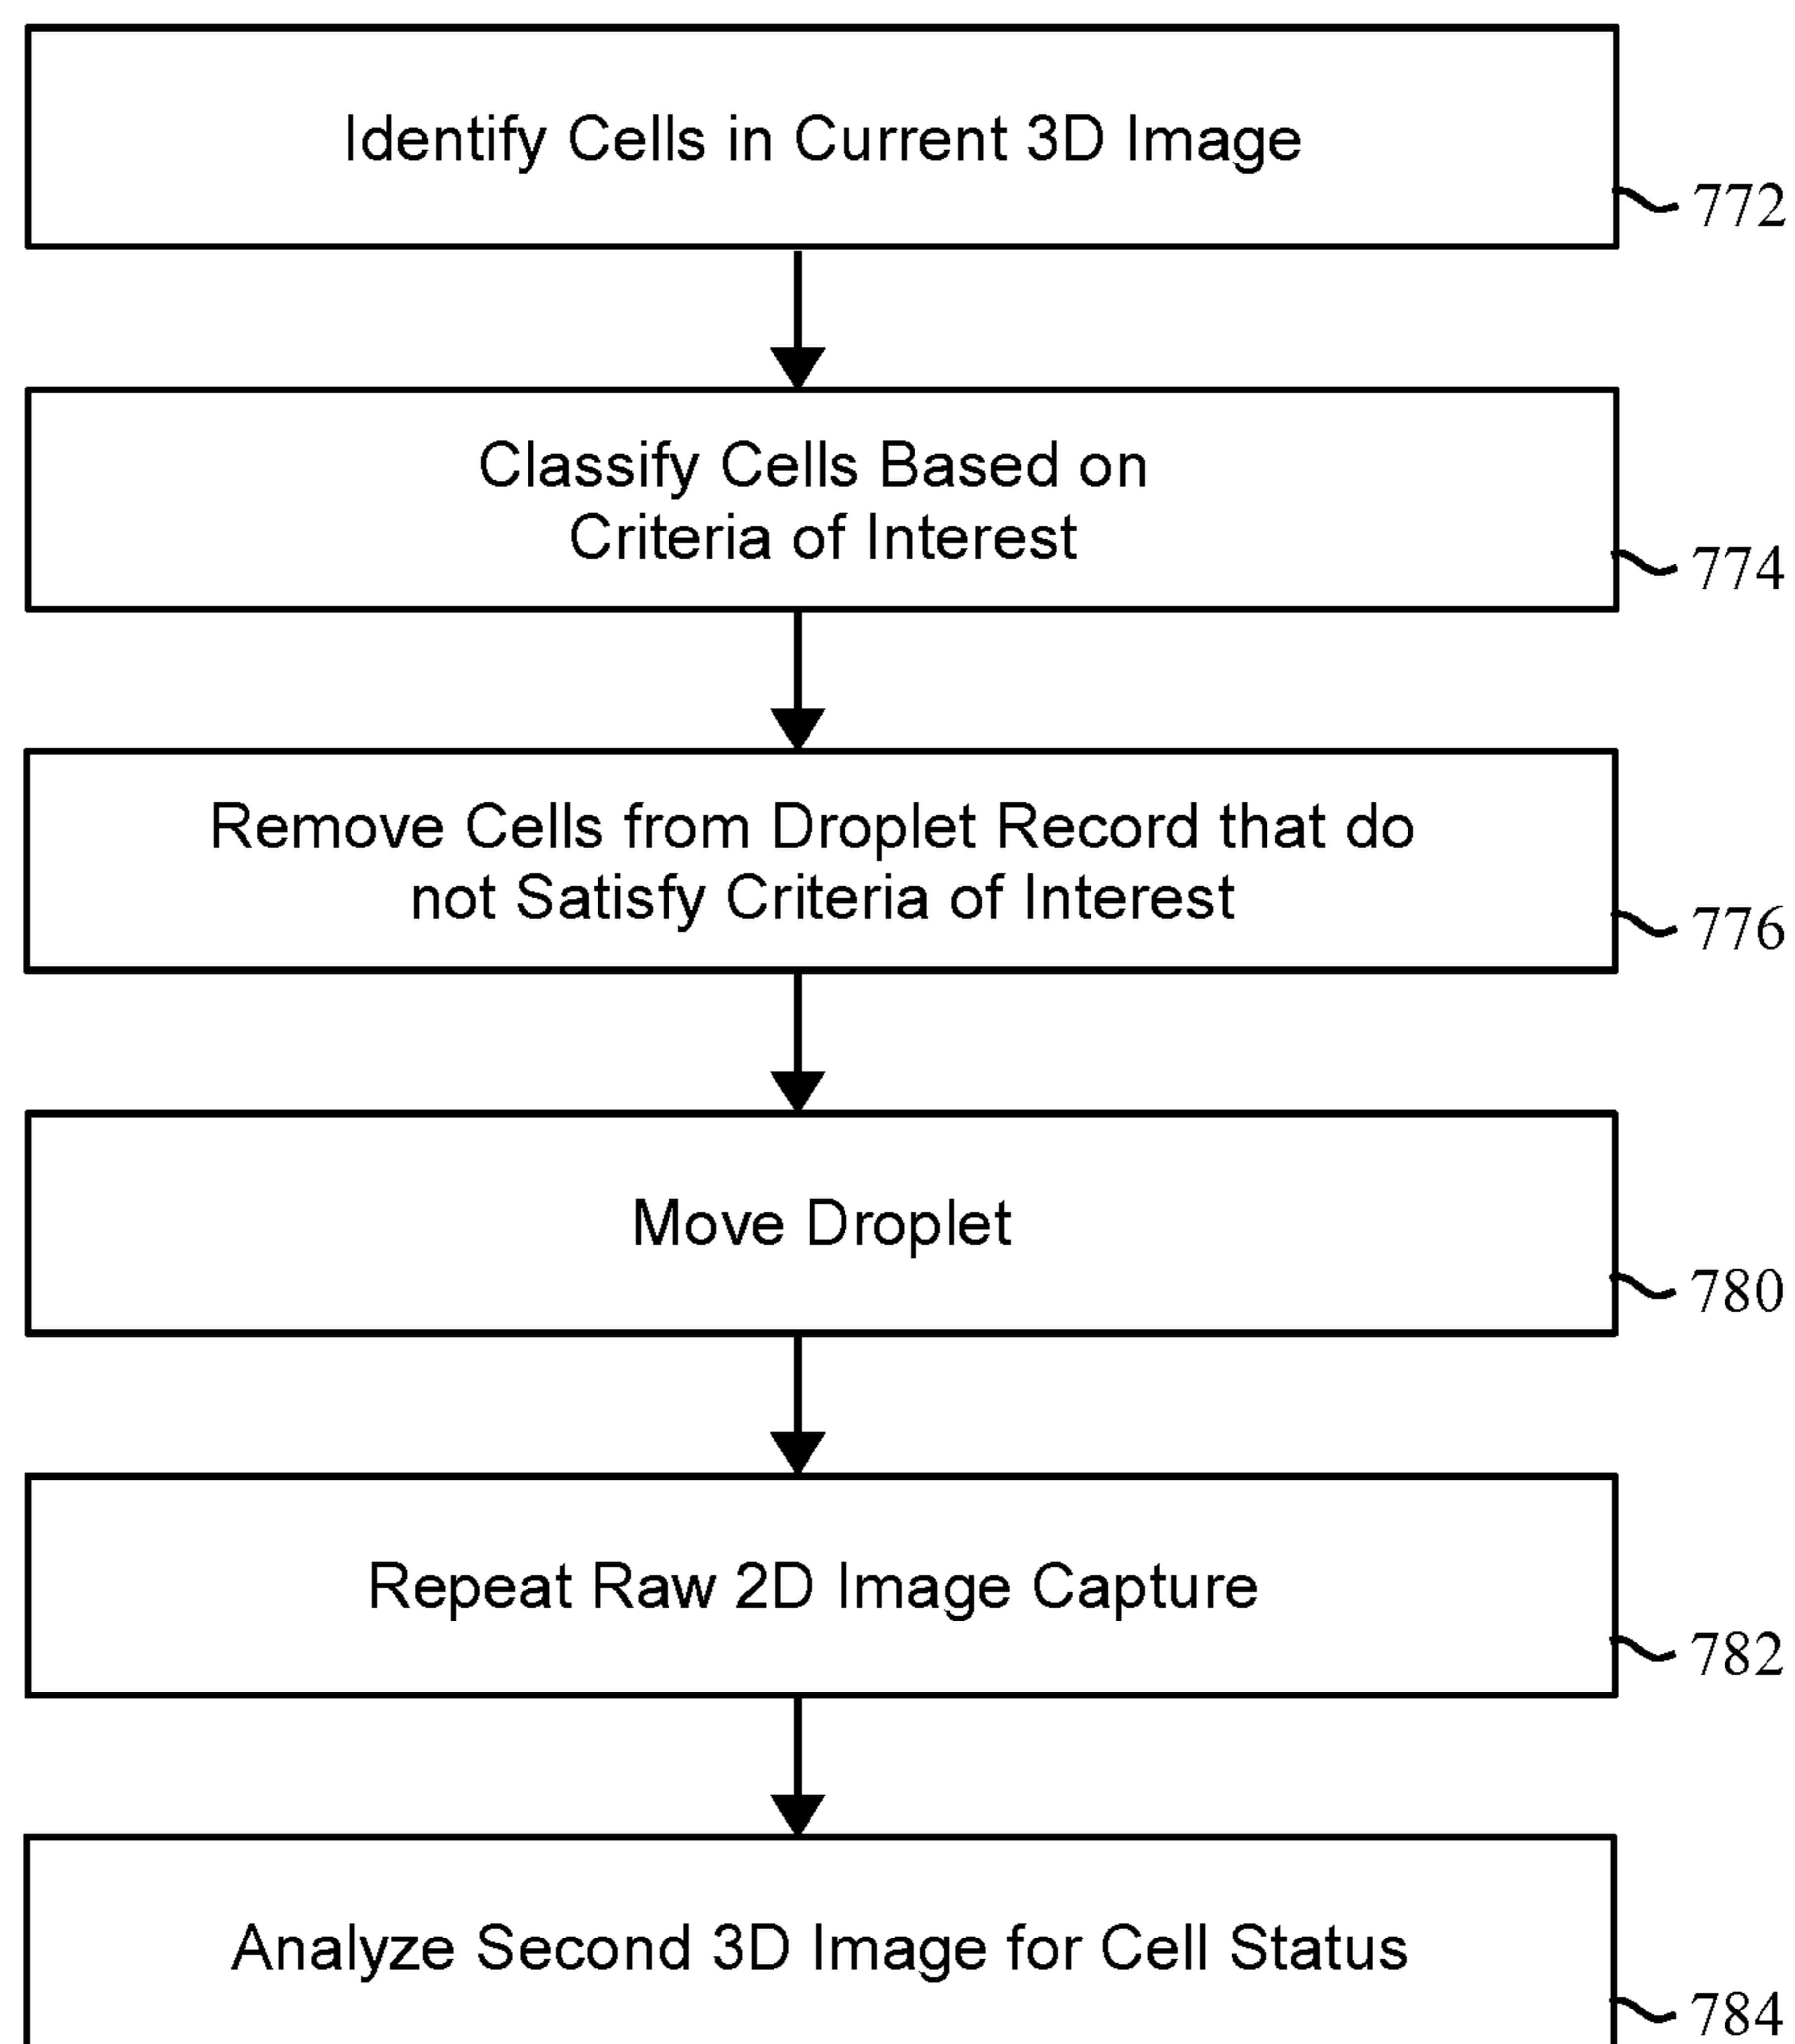 Identify Cells in Current 3D Image
772
Classify Cells Based on
Criteria of Interest
774
Remove Cells from Droplet Record that do
not Satisfy Criteria of Interest
776
Move Droplet
780
Repeat Raw 2D Image Capture
782
Analyze Second 3D Image for Cell Status
784